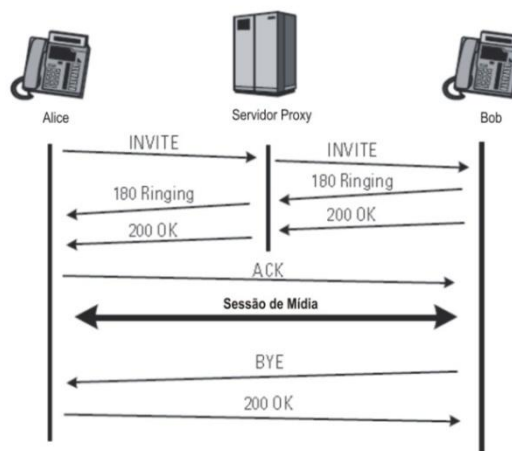 Alice
Servidor Proxy
Bob
INVITE
INVITE
180 Ringing
180 Ringing
200 OK
200 OK
ACK
Sessão de Mídia
BYE
200 OK